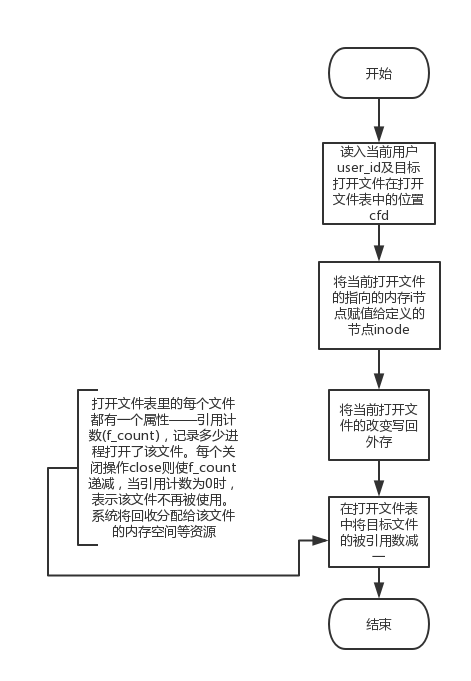 开始
读入当前用户
user_id及目标
打开文件在打开
文件表中的位置
cfd
将当前打开文件
的指向的内存i节
点赋值给定义的
节点inode
将当前打开文
件的改变写回
外存
打开文件表里的每个文件
都有一个属性——引用计
数(f_count)，记录多少进
程打开了该文件。每个关
闭操作close则使f_count
递减，当引用计数为0时，
表示该文件不再被使用。
系统将回收分配给该文件
的内存空间等资源
在打开文件表
中将目标文件
的被引用数减
一
结束